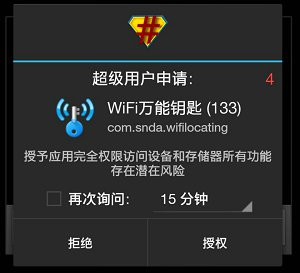 超级用户申请: 4
WiFi万能钥匙 (133)
com.snda.wifilocating
授予应用完全权限访问设备和存储器所有功能
存在潜在风险
再次询问: 15 分钟
拒绝 授权